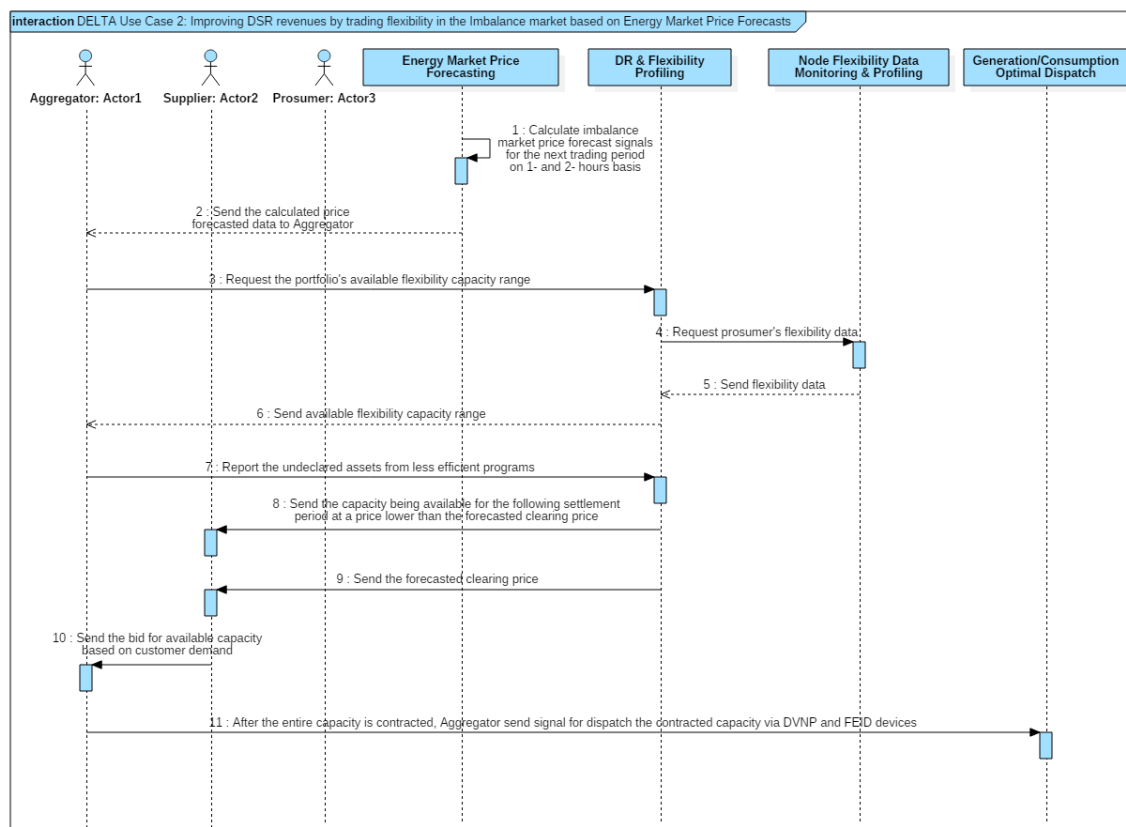 interaction DELTA Use Case 2: Improving DSR revenues by trading flexibility in the Imbalance market based on Energy Market Price Forecasts
Aggregator: Actor1
Supplier: Actor2
Prosumer: Actor3
Energy Market Price
Forecasting
DR & Flexibility
Profiling
Node Flexibility Data
Monitoring & Profiling
Generation/Consumption
Optimal Dispatch
1 : Calculate imbalance
market price forecast signals
for the next trading period
on 1- and 2- hours basis
2 : Send the calculated price
forecasted data to Aggregator
3 : Request the portfolio's available flexibility capacity range
4 : Request prosumer's flexibility data
5 : Send flexibility data
6 : Send available flexibility capacity range
7 : Report the undeclared assets from less efficient programs
8 : Send the capacity being available for the following settlement
period at a price lower than the forecasted clearing price
9 : Send the forecasted clearing price
10 : Send the bid for available capacity
based on customer demand
11 : After the entire capacity is contracted, Aggregator send signal for dispatch the contracted capacity via DVNP and FEID devices